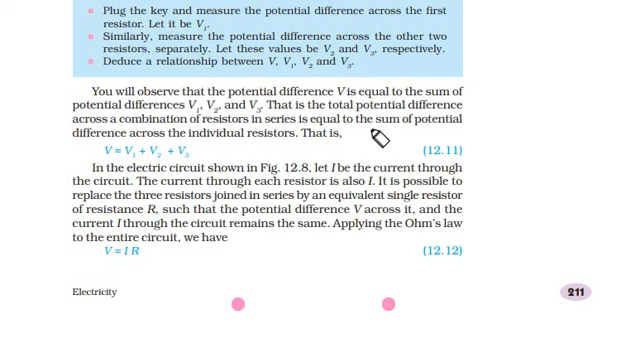 ▪ Plug the key and measure the potential difference across the first
resistor. Let it be V₁.
▪ Similarly, measure the potential difference across the other two
resistors, separately. Let these values be V₂ and V₃, respectively.
▪ Deduce a relationship between V, V₁, V₂ and V₃.
You will observe that the potential difference V is equal to the sum of
potential differences V₁, V₂, and V₃. That is the total potential difference
across a combination of resistors in series is equal to the sum of potential
difference across the individual resistors. That is,
V = V₁ + V₂ + V₃ (12.11)
In the electric circuit shown in Fig. 12.8, let I be the current through
the circuit. The current through each resistor is also I. It is possible to
replace the three resistors joined in series by an equivalent single resistor
of resistance R, such that the potential difference V across it, and the
current I through the circuit remains the same. Applying the Ohm's law
to the entire circuit, we have
V = I R (12.12)
Electricity 211